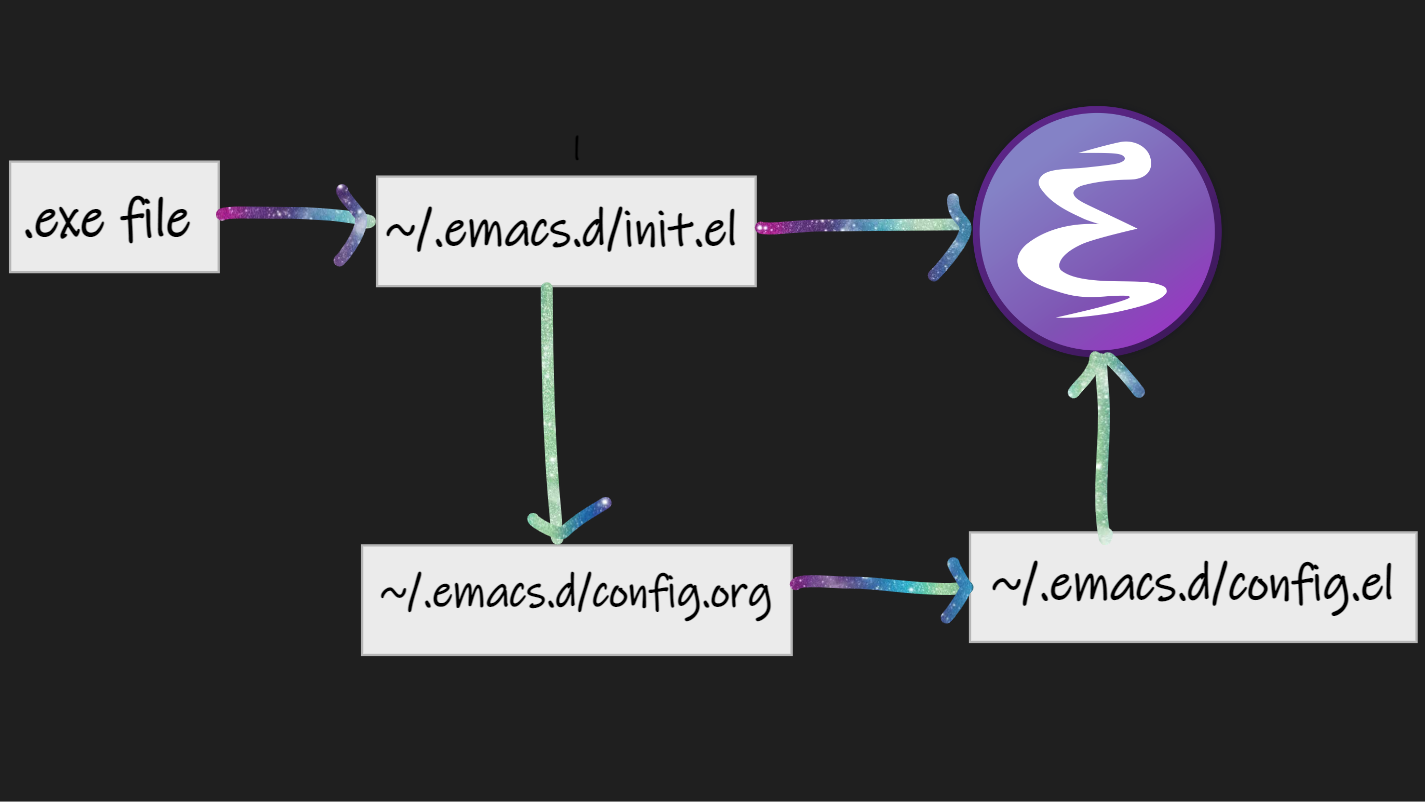 .exe file
~/.emacs.d/init.el
~/.emacs.d/config.org
~/.emacs.d/config.el